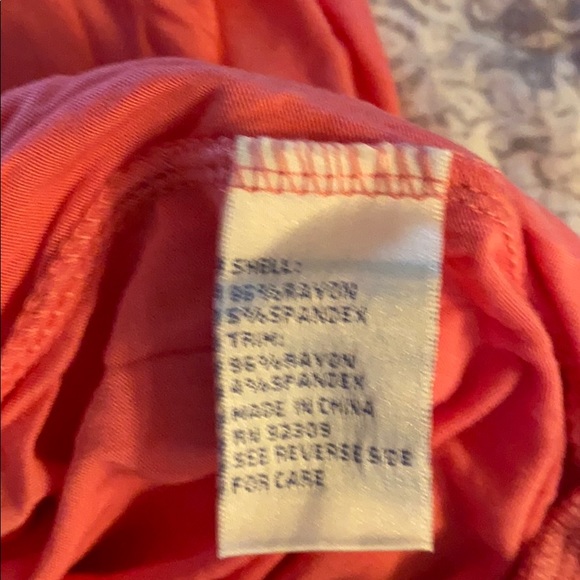 SHELL:
95%RAYON
5%SPANDEX
TRIM:
96%RAYON
4%SPANDEX
MADE IN CHINA
RN 92309
SEE REVERSE SIDE
FOR CARE